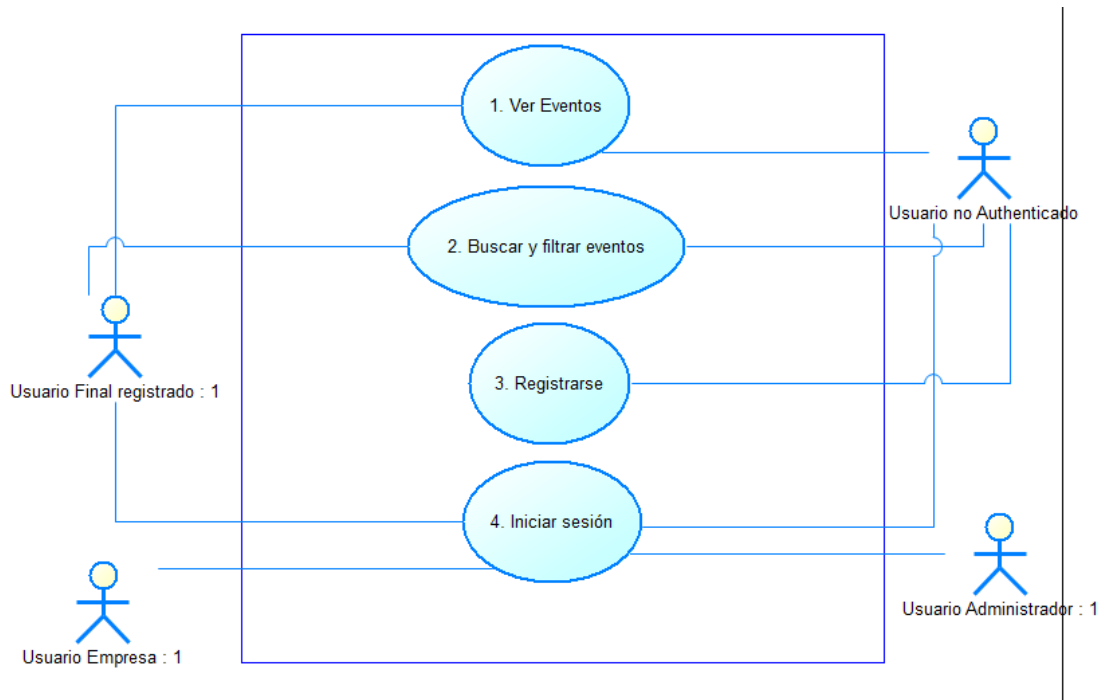 1. Ver Eventos
Usuario no Authenticado
2. Buscar y filtrar eventos
3. Registrarse
Usuario Final registrado : 1
4. Iniciar sesión
Usuario Administrador : 1
Usuario Empresa : 1